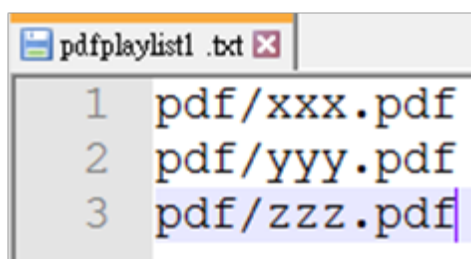 pdfplaylist1 .txt
1 pdf/xxx.pdf
2 pdf/yyy.pdf
3 pdf/zzz.pdf